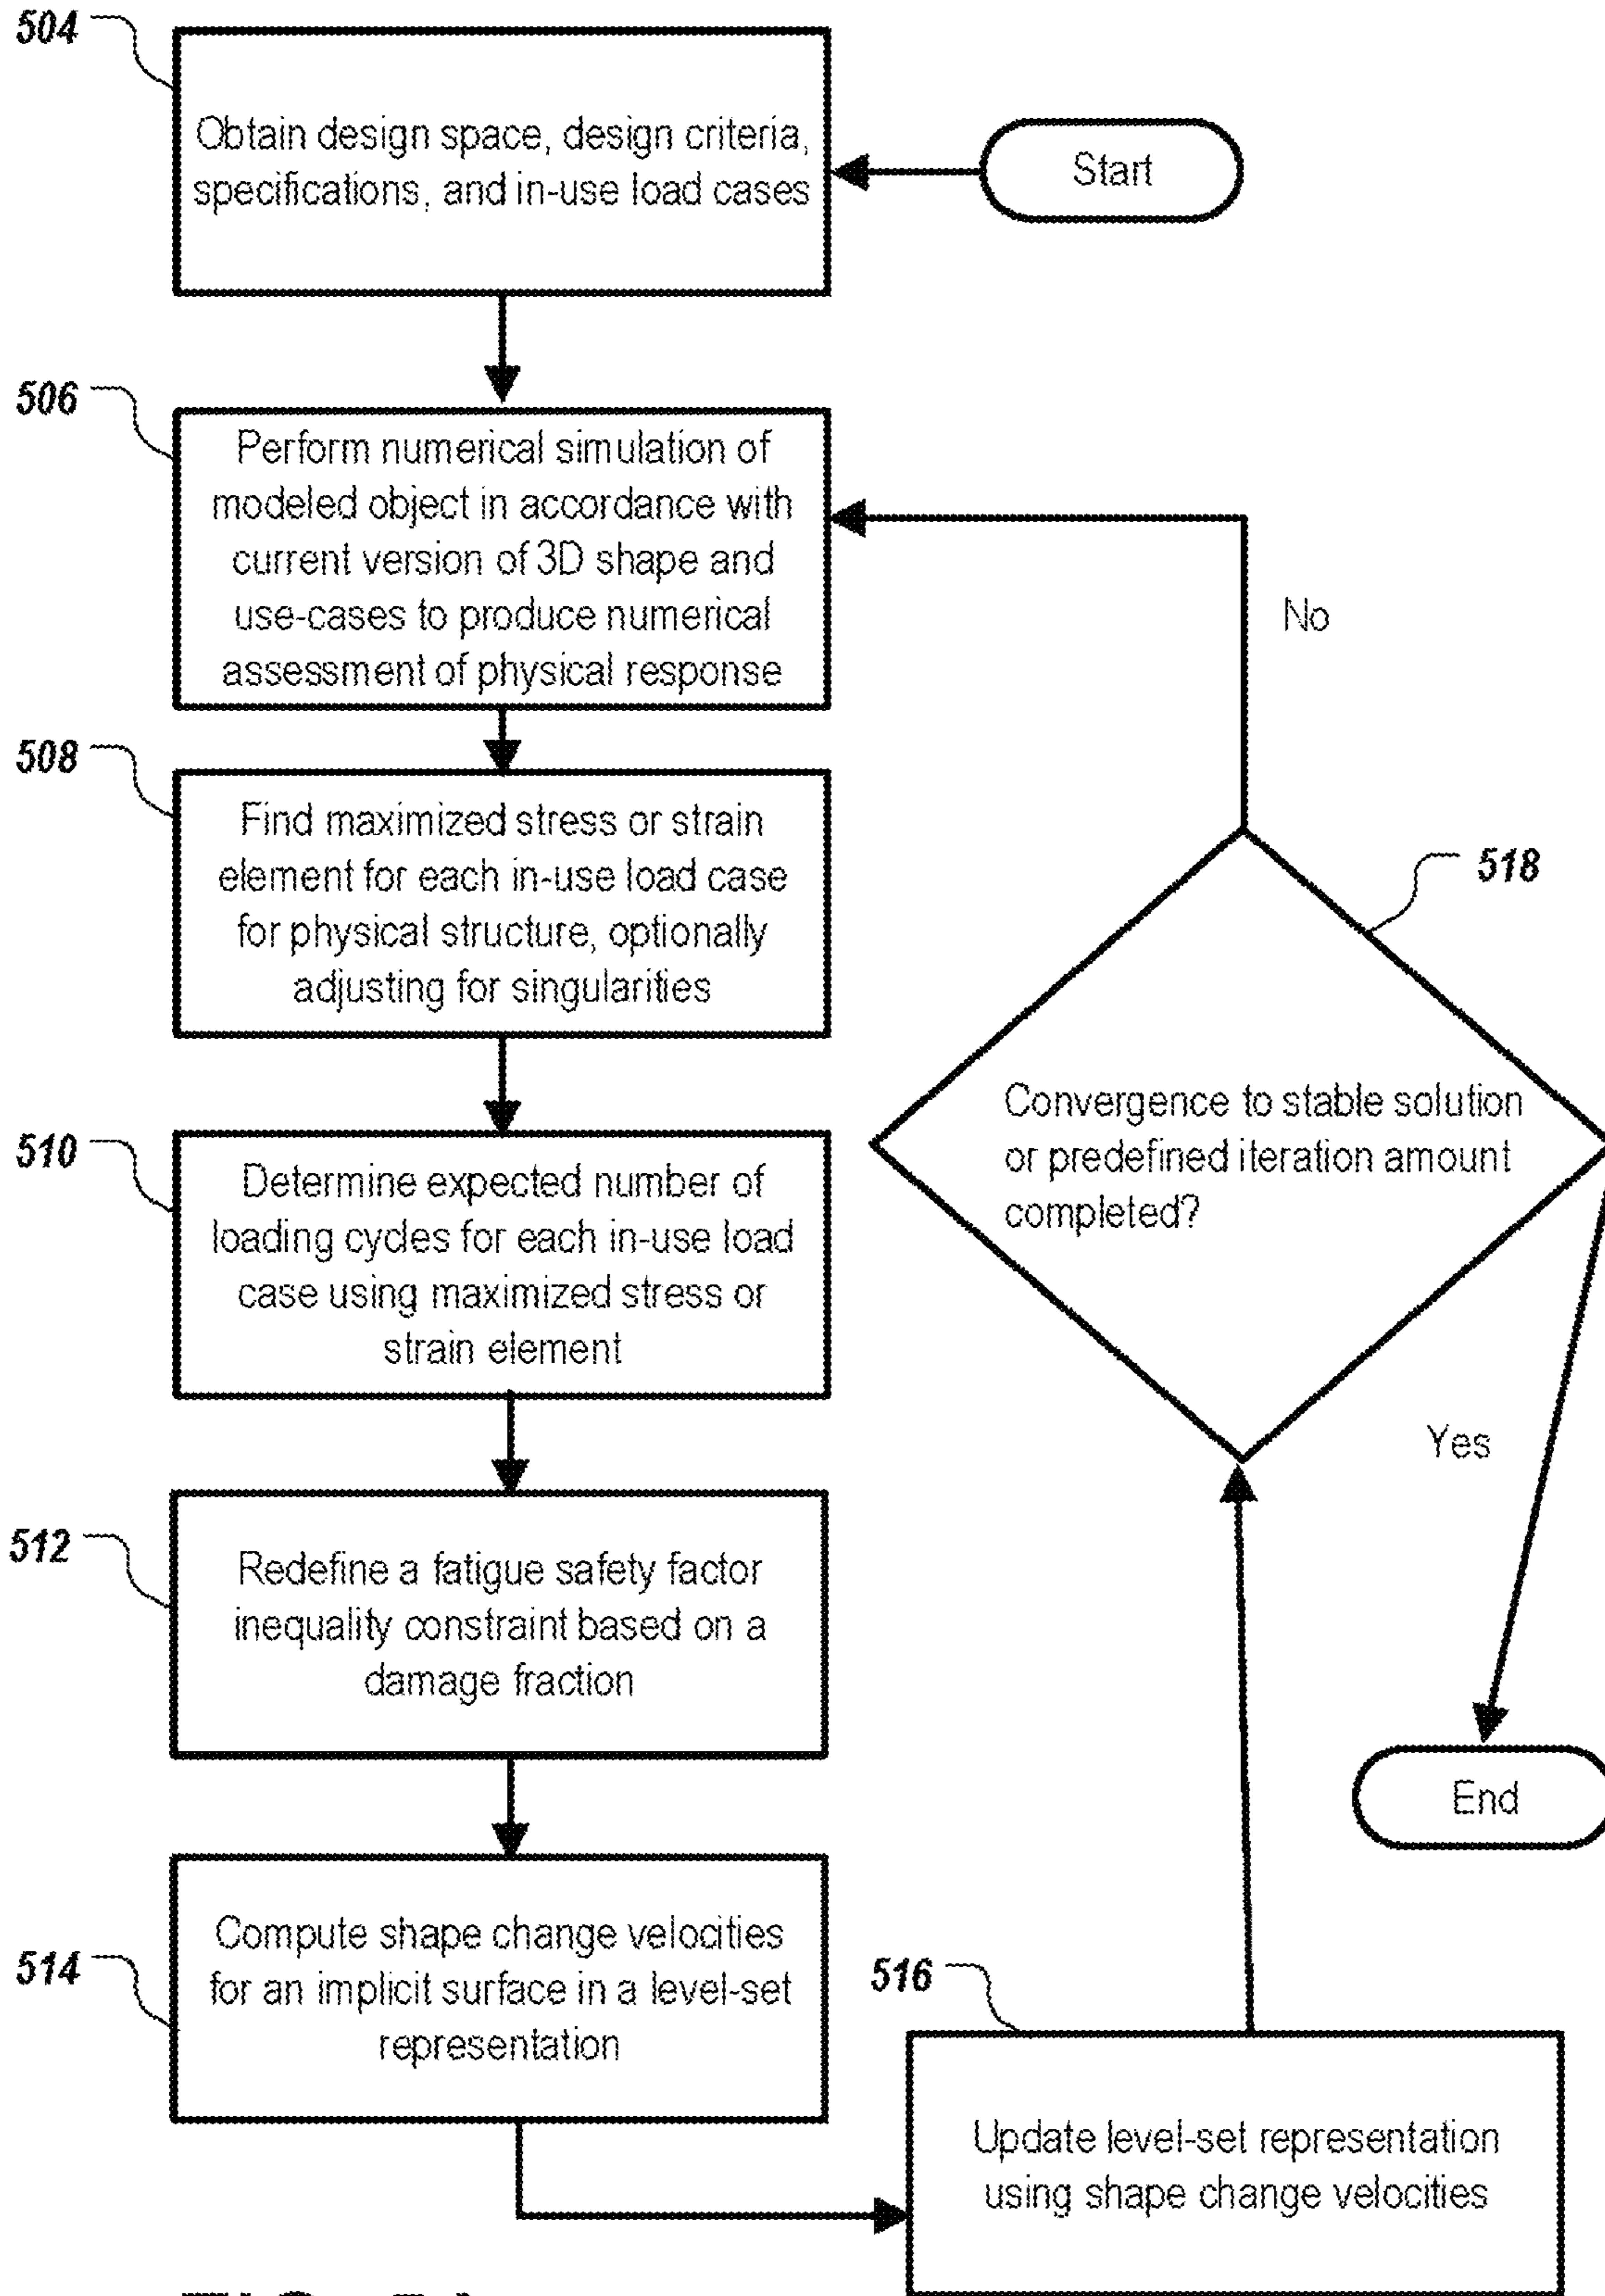 504
Obtain design space, design criteria,
specifications, and in-use load cases
Start
506
Perform numerical simulation of
modeled object in accordance with
current version of 3D shape and
use-cases to produce numerical
assessment of physical response
No
508
Find maximized stress or strain
element for each in-use load case
for physical structure, optionally
adjusting for singularities
518
Convergence to stable solution
or predefined iteration amount
completed?
510
Determine expected number of
loading cycles for each in-use load
case using maximized stress or
strain element
Yes
512
Redefine a fatigue safety factor
inequality constraint based on a
damage fraction
End
514
Compute shape change velocities
for an implicit surface in a level-set
representation
516
Update level-set representation
using shape change velocities